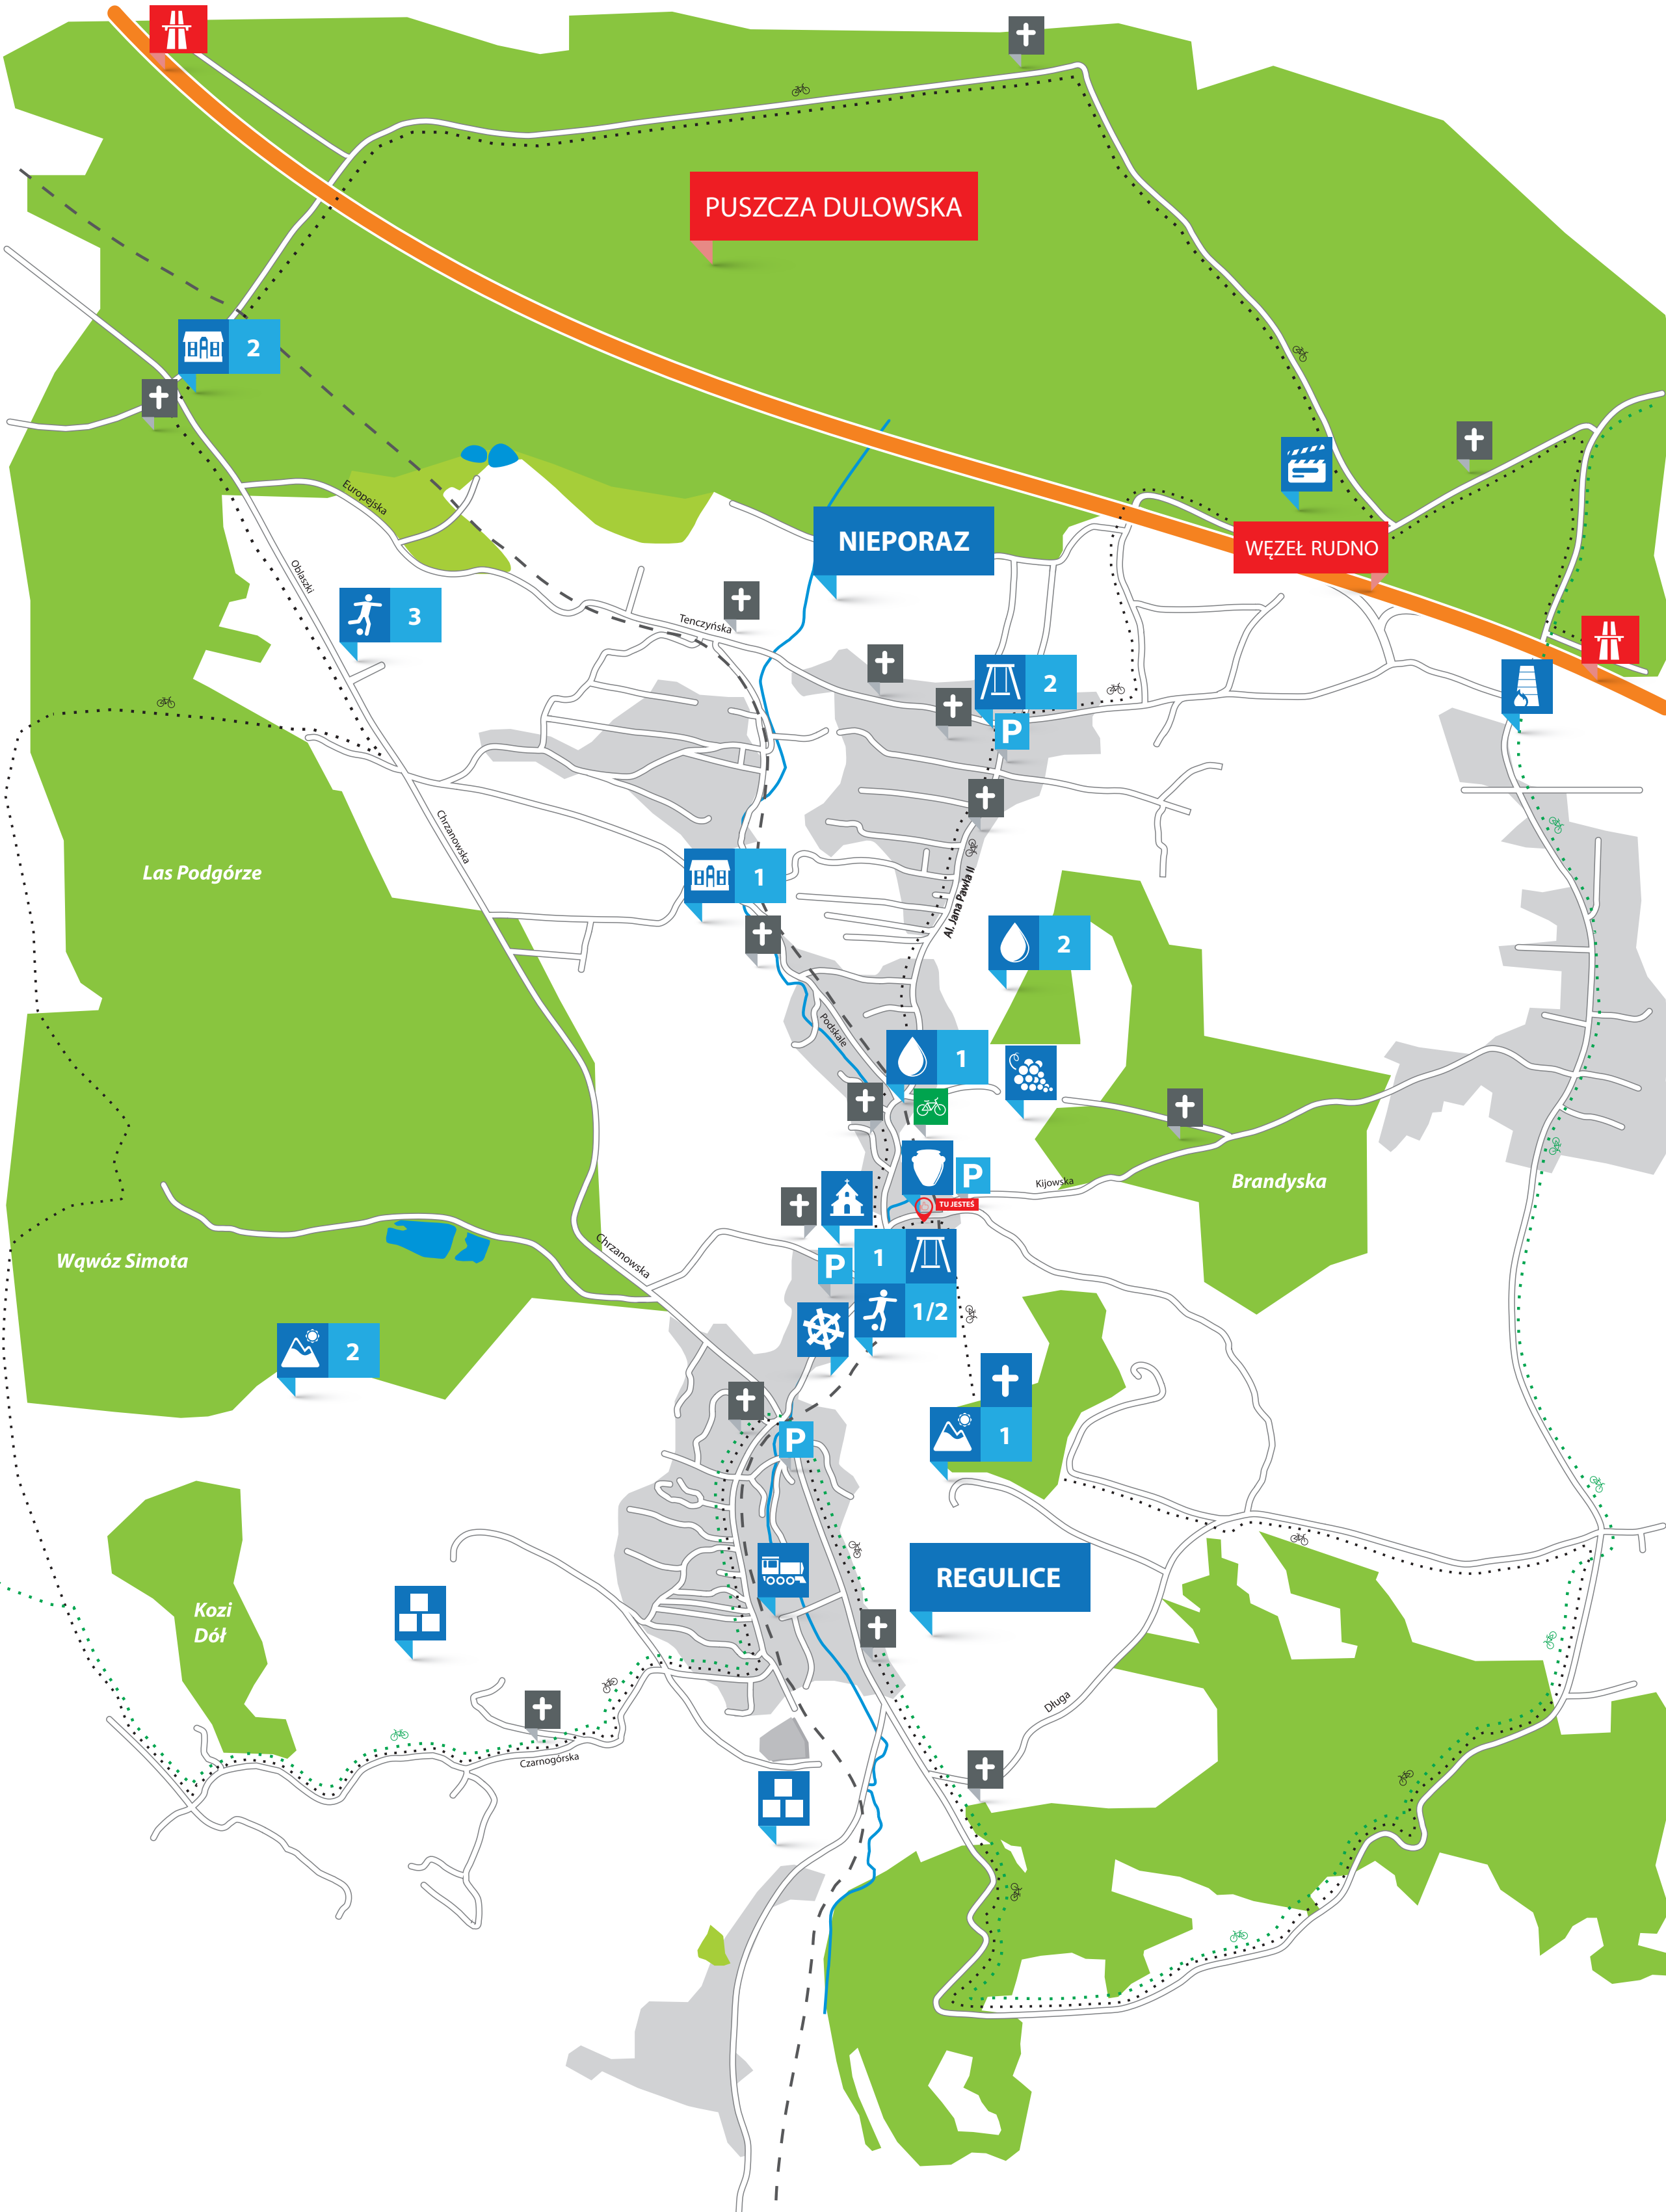 PUSZCZA DULOWSKA
2
Europejska
NIEPORAZ
WĘZEŁ RUDNO
Oblaszki
3
Tenczyńska
2
P
Chrzanowska
Las Podgórze
1
Al. Jana Pawła II
2
Podskale
1
P
Kijowska
Brandyska
TU JESTEŚ
Chrzanowska
Wąwóz Simota
P
1
1/2
2
1
P
REGULICE
Kozi
Dół
Długa
Czarnogórska